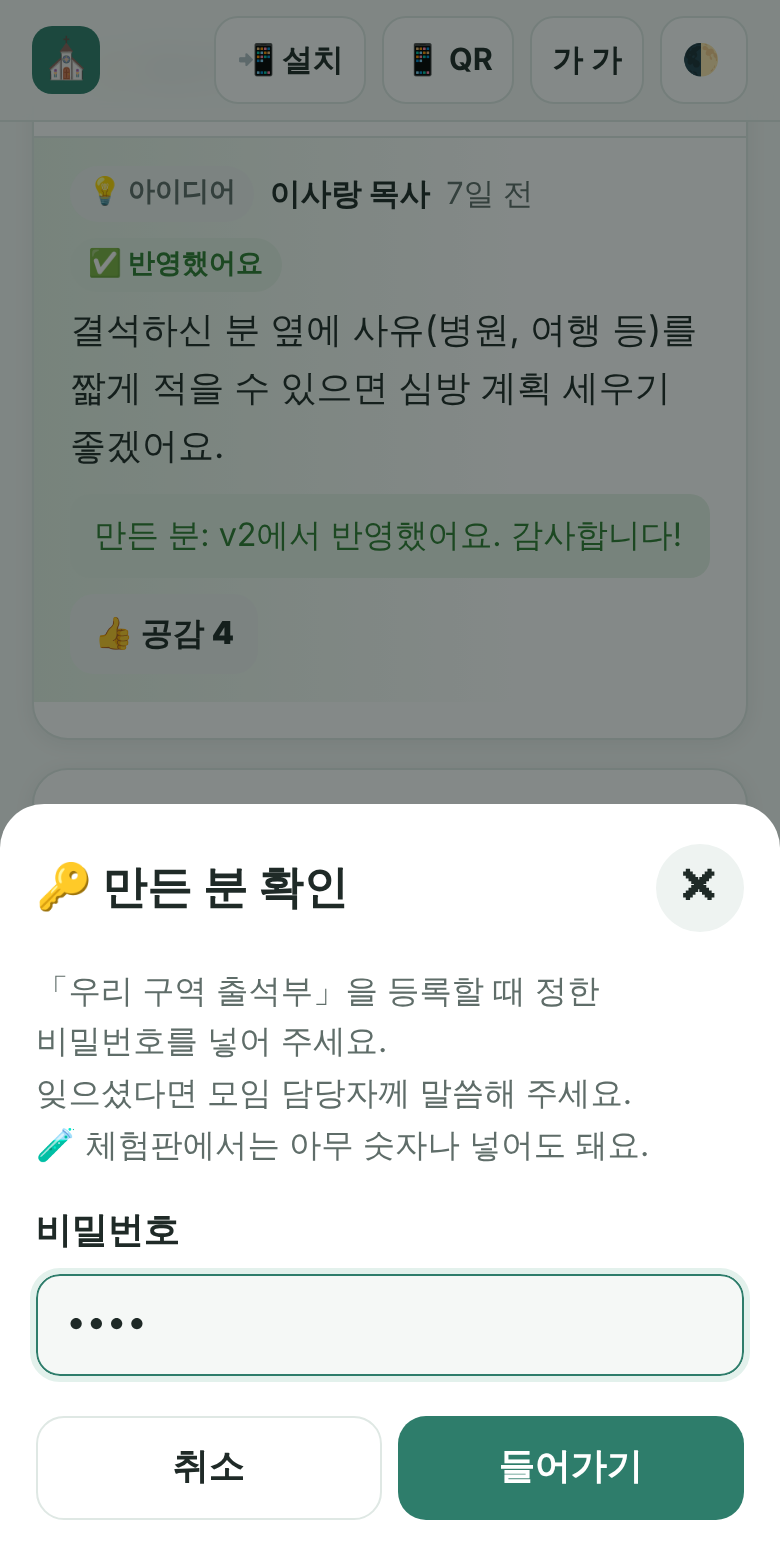 📲 설치 📱 QR 가 가 🌓
💡 아이디어 이사랑 목사 7일 전
✅ 반영했어요
결석하신 분 옆에 사유(병원, 여행 등)를
짧게 적을 수 있으면 심방 계획 세우기
좋겠어요.
만든 분: v2에서 반영했어요. 감사합니다!
👍 공감 4
🔑 만든 분 확인 ✕
「우리 구역 출석부」을 등록할 때 정한
비밀번호를 넣어 주세요.
잊으셨다면 모임 담당자께 말씀해 주세요.
🧪 체험판에서는 아무 숫자나 넣어도 돼요.
비밀번호
••••
취소 들어가기